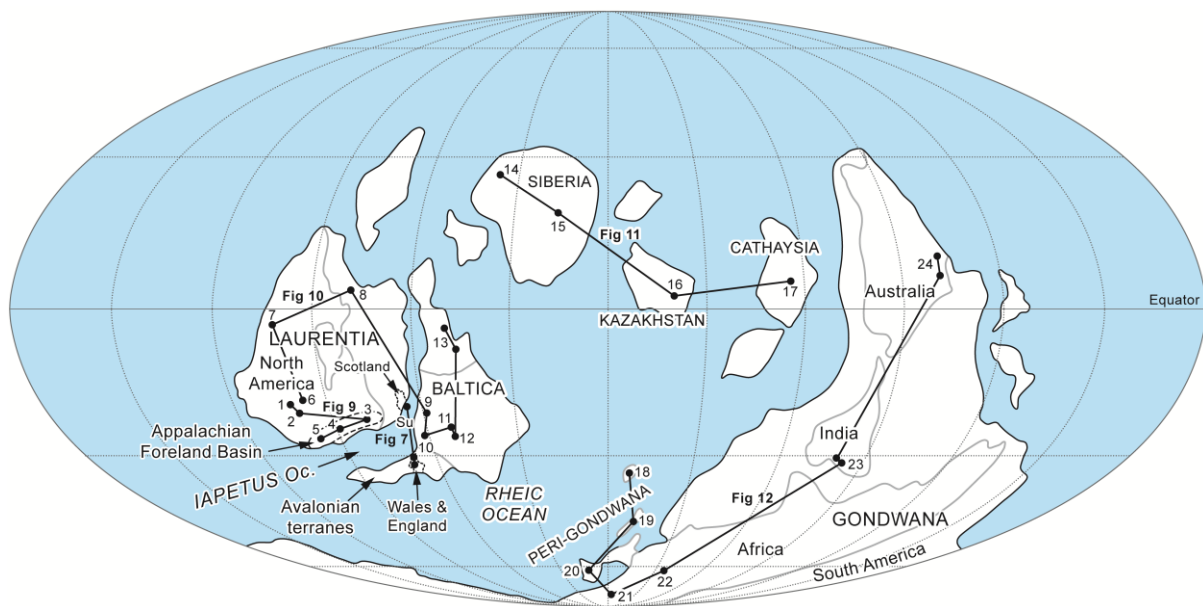 14
SIBERIA
15
Fig 11
CATHAYSIA
24
16
17
Australia
Fig 10
8
Equator
KAZAKHSTAN
7
LAURENTIA
13
Scotland
North
America
BALTICA
6
1
Fig 9
3
9
2
4
Su
11
5
Fig 7
10
12
Appalachian
Foreland Basin
India
23
IAPETUS Oc.
18
RHEIC
OCEAN
Avalonian
terranes
Wales &
England
PERI-GONDWANA
Fig 12
19
GONDWANA
Africa
South America
20
22
21